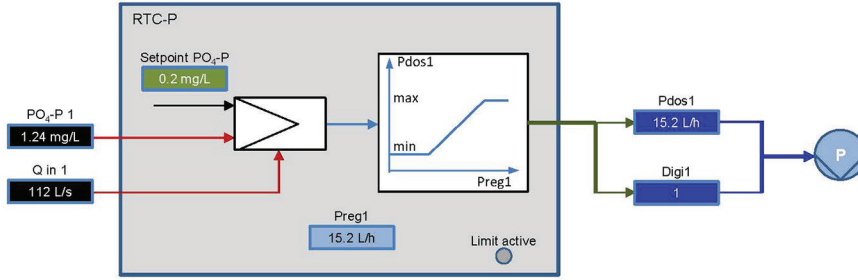 RTC-P
Setpoint PO₄-P
0.2 mg/L
PO₄-P 1
1.24 mg/L
Q in 1
112 L/s
Pdos1
max
min
Preg1
Preg1
15.2 L/h
Limit active
Pdos1
15.2 L/h
Digi1
1
P